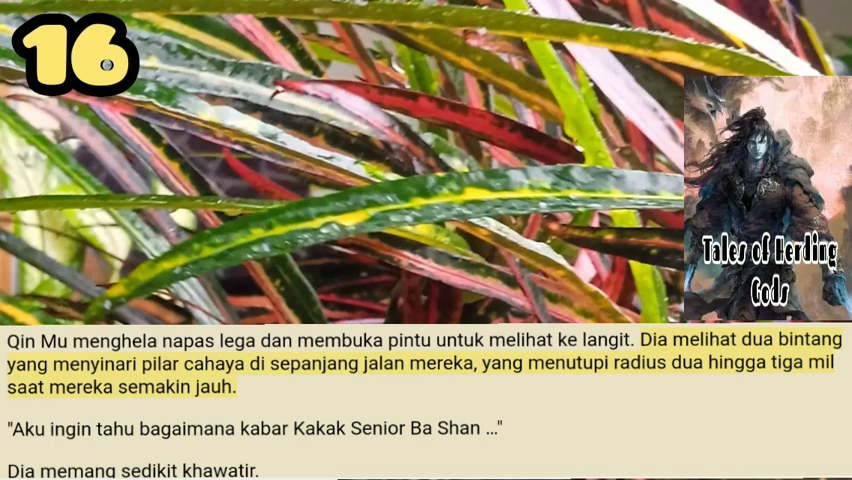 16
Tales of Herding
Gods
Qin Mu menghela napas lega dan membuka pintu untuk melihat ke langit. Dia melihat dua bintang
yang menyinari pilar cahaya di sepanjang jalan mereka, yang menutupi radius dua hingga tiga mil
saat mereka semakin jauh.
"Aku ingin tahu bagaimana kabar Kakak Senior Ba Shan ..."
Dia memang sedikit khawatir.